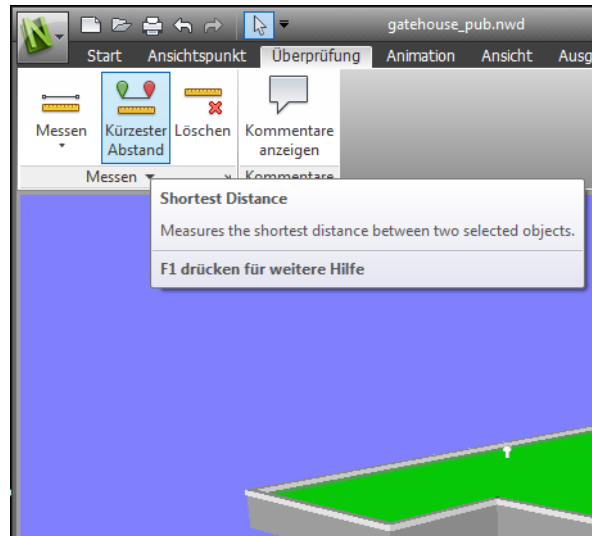 gatehouse_pub.nwd
Start Ansichtspunkt Überprüfung Animation Ansicht Ausg
Messen Kürzester Abstand Löschen Kommentare anzeigen
Messen Kommentare
Shortest Distance
Measures the shortest distance between two selected objects.
F1 drücken für weitere Hilfe